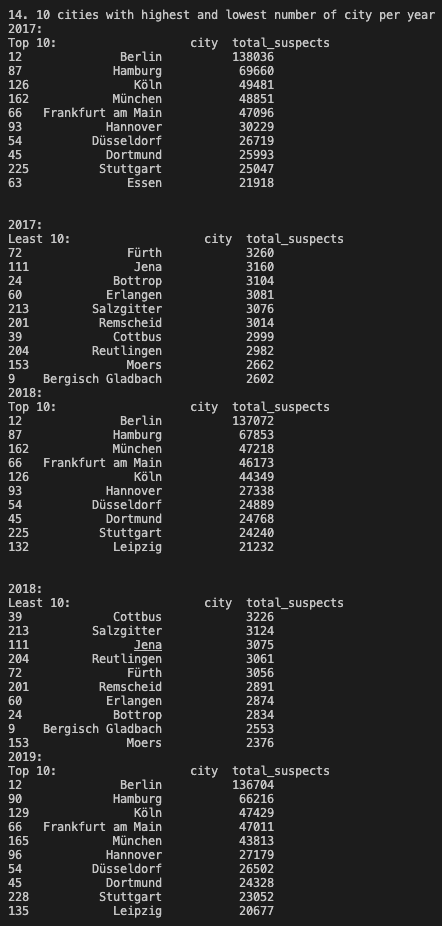 14. 10 cities with highest and lowest number of city per year
2017:
Top 10: city total_suspects
12 Berlin 138036
87 Hamburg 69660
126 Köln 49481
162 München 48851
66 Frankfurt am Main 47096
93 Hannover 30229
54 Düsseldorf 26719
45 Dortmund 25993
225 Stuttgart 25047
63 Essen 21918
2017:
Least 10: city total_suspects
72 Fürth 3260
111 Jena 3160
24 Bottrop 3104
60 Erlangen 3081
213 Salzgitter 3076
201 Remscheid 3014
39 Cottbus 2999
204 Reutlingen 2982
153 Moers 2662
9 Bergisch Gladbach 2602
2018:
Top 10: city total_suspects
12 Berlin 137072
87 Hamburg 67853
162 München 47218
66 Frankfurt am Main 46173
126 Köln 44349
93 Hannover 27338
54 Düsseldorf 24889
45 Dortmund 24768
225 Stuttgart 24240
132 Leipzig 21232
2018:
Least 10: city total_suspects
39 Cottbus 3226
213 Salzgitter 3124
111 Jena 3075
204 Reutlingen 3061
72 Fürth 3056
201 Remscheid 2891
60 Erlangen 2874
24 Bottrop 2834
9 Bergisch Gladbach 2553
153 Moers 2376
2019:
Top 10: city total_suspects
12 Berlin 136704
90 Hamburg 66216
129 Köln 47429
66 Frankfurt am Main 47011
165 München 43813
96 Hannover 27179
54 Düsseldorf 26502
45 Dortmund 24328
228 Stuttgart 23052
135 Leipzig 20677